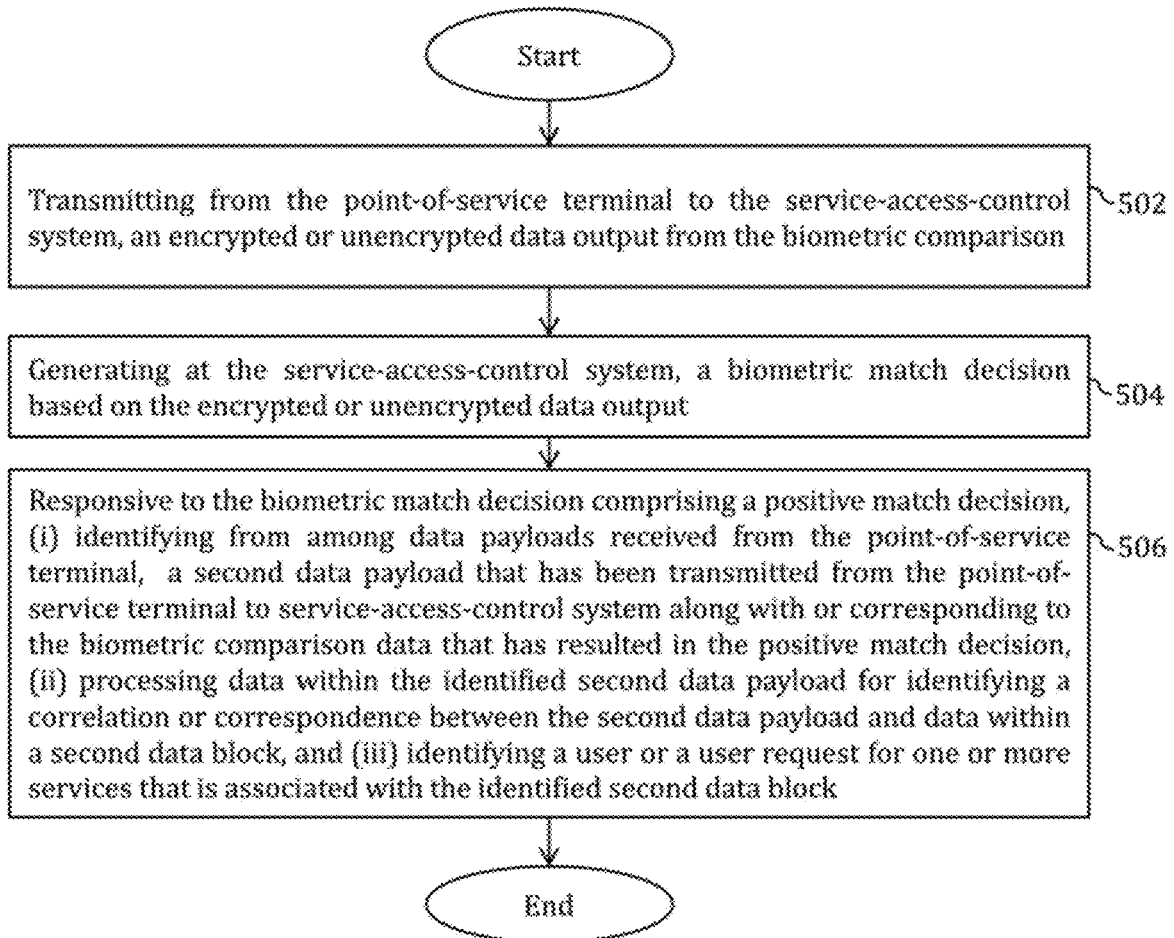 Start
Transmitting from the point-of-service terminal to the service-access-control
system, an encrypted or unencrypted data output from the biometric comparison
502
Generating at the service-access-control system, a biometric match decision
based on the encrypted or unencrypted data output
504
Responsive to the biometric match decision comprising a positive match decision,
(i) identifying from among data payloads received from the point-of-service
terminal, a second data payload that has been transmitted from the point-of-
service terminal to service-access-control system along with or corresponding to
the biometric comparison data that has resulted in the positive match decision,
(ii) processing data within the identified second data payload for identifying a
correlation or correspondence between the second data payload and data within
a second data block, and (iii) identifying a user or a user request for one or more
services that is associated with the identified second data block
506
End